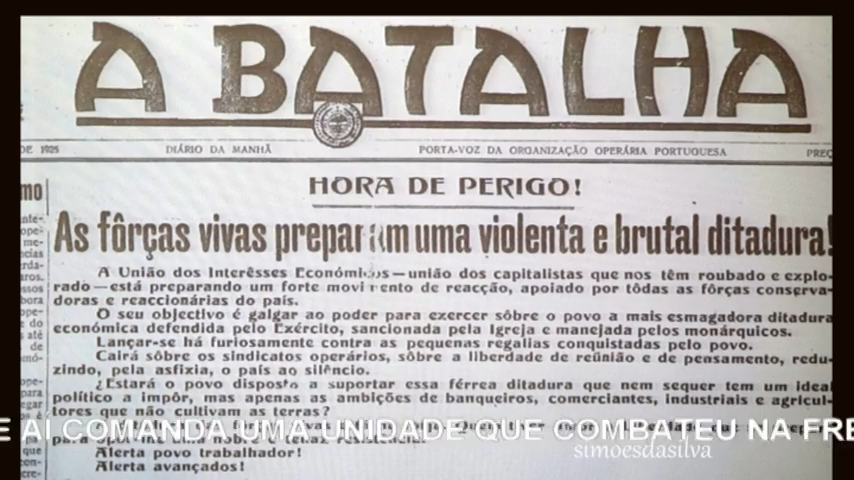 A BATALHA
DE 1925 DIÁRIO DA MANHÃ PORTA-VOZ DA ORGANIZAÇÃO OPERÁRIA PORTUGUESA PREÇ
HORA DE PERIGO!
As fôrças vivas preparam uma violenta e brutal ditadura!
A União dos Interêsses Económicos — união dos capitalistas que nos têm roubado e explo-
rado — está preparando um forte movimento de reacção, apoiado por tôdas as fôrças conserva-
doras e reaccionárias do país.
O seu objectivo é galgar ao poder para exercer sôbre o povo a mais esmagadora ditadura
económica defendida pelo Exército, sancionada pela Igreja e manejada pelos monárquicos.
Lançar-se há furiosamente contra as pequenas regalias conquistadas pelo povo.
Cairá sôbre os sindicatos operários, sôbre a liberdade de reünião e de pensamento, redu-
zindo, pela asfixia, o país ao silêncio.
¿Estará o povo disposto a suportar essa férrea ditadura que nem sequer tem um ideal
político a impôr, mas apenas as ambições de banqueiros, comerciantes, industriais e agricul-
tores que não cultivam as terras?
E AI COMANDA UMA UNIDADE QUE COMBATEU NA FRE
simoesdasilva
Alerta povo trabalhador!
Alerta avançados!